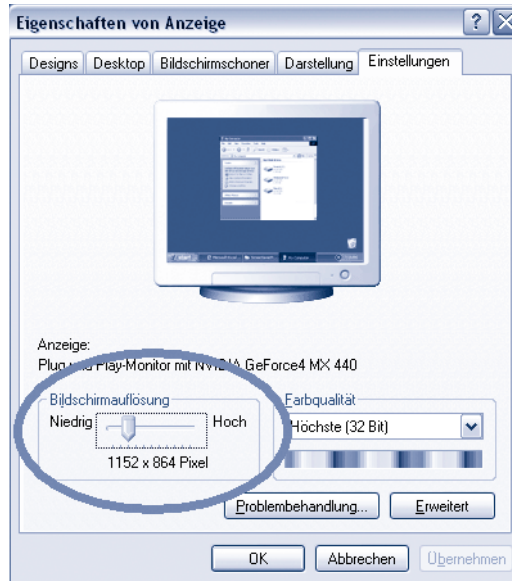 Eigenschaften von Anzeige
Designs Desktop Bildschirmschoner Darstellung Einstellungen
Anzeige:
Plug und Play-Monitor mit NVIDIA GeForce4 MX 440
Bildschirmauflösung
Niedrig Hoch
1152 x 864 Pixel
Farbqualität
Höchste (32 Bit)
Problembehandlung... Erweitert
OK Abbrechen Übernehmen